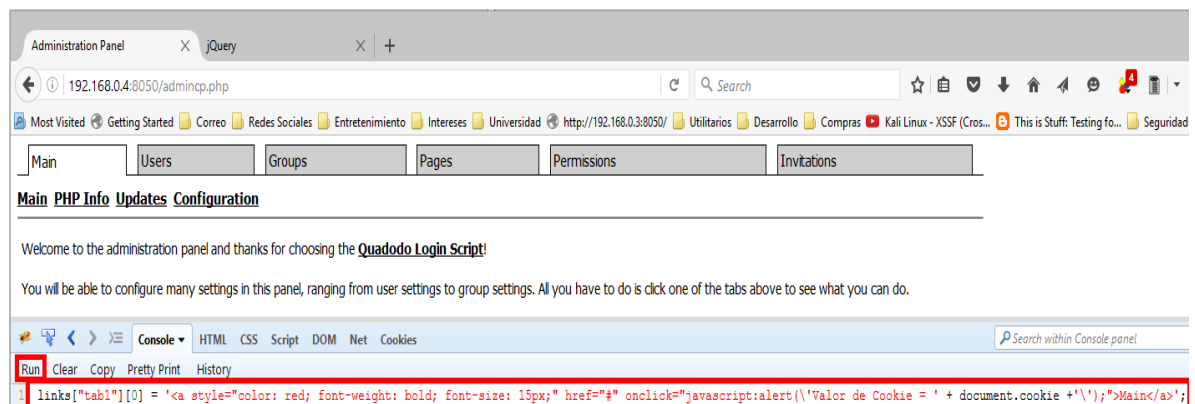 Administration Panel jQuery
192.168.0.4:8050/admincp.php Search 4
Most Visited Getting Started Correo Redes Sociales Entretenimiento Intereses Universidad http://192.168.0.3:8050/ Utilitarios Desarrollo Compras Kali Linux - XSSF (Cros... This is Stuff: Testing fo... Seguridad
Main Users Groups Pages Permissions Invitations
Main PHP Info Updates Configuration
Welcome to the administration panel and thanks for choosing the Quadodo Login Script!
You will be able to configure many settings in this panel, ranging from user settings to group settings. All you have to do is click one of the tabs above to see what you can do.
Console HTML CSS Script DOM Net Cookies Search within Console panel
Run Clear Copy Pretty Print History
1 links["tab1"][0] = '<a style="color: red; font-weight: bold; font-size: 15px;" href="#" onclick="javascript:alert(\'Valor de Cookie = ' + document.cookie +'\');">Main</a>';